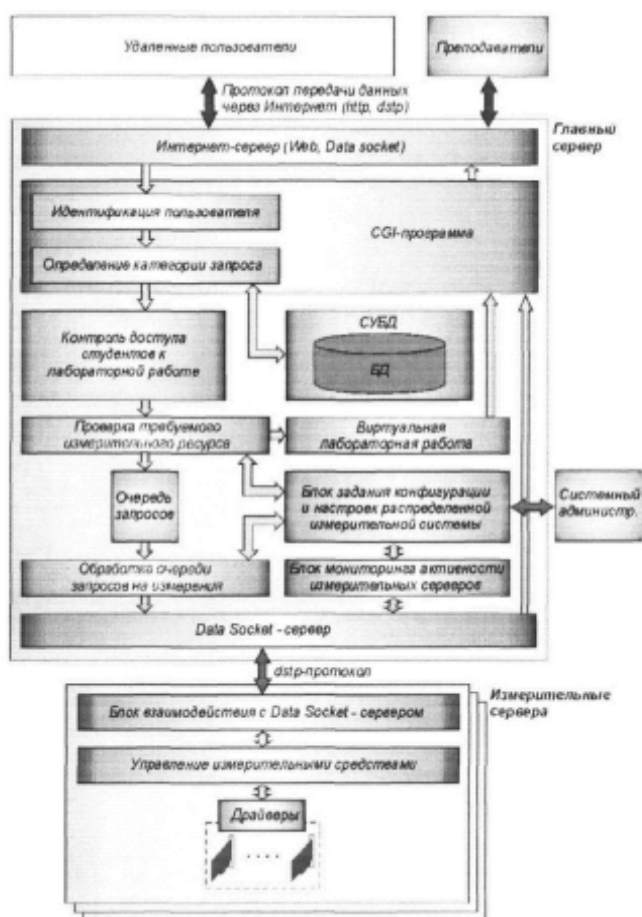 Удаленные пользователи
Преподаватели
Протокол передачи данных
через Интернет (http, dstp)
Главный
сервер
Интернет-сервер (Web, Data socket)
Идентификация пользователя
CGI-программа
Определение категории запроса
Контроль доступа
студентов к
лабораторной работе
СУБД
БД
Проверка требуемого
измерительного ресурса
Виртуальная
лабораторная работа
Очередь
запросов
Блок задания конфигурации
и настроек распределенной
измерительной системы
Системный
администр.
Обработка очереди
запросов на измерения
Блок мониторинга активности
измерительных серверов
Data Socket - сервер
dstp-протокол
Измерительные
сервера
Блок взаимодействия с Data Socket - сервером
Управление измерительными средствами
Драйверы